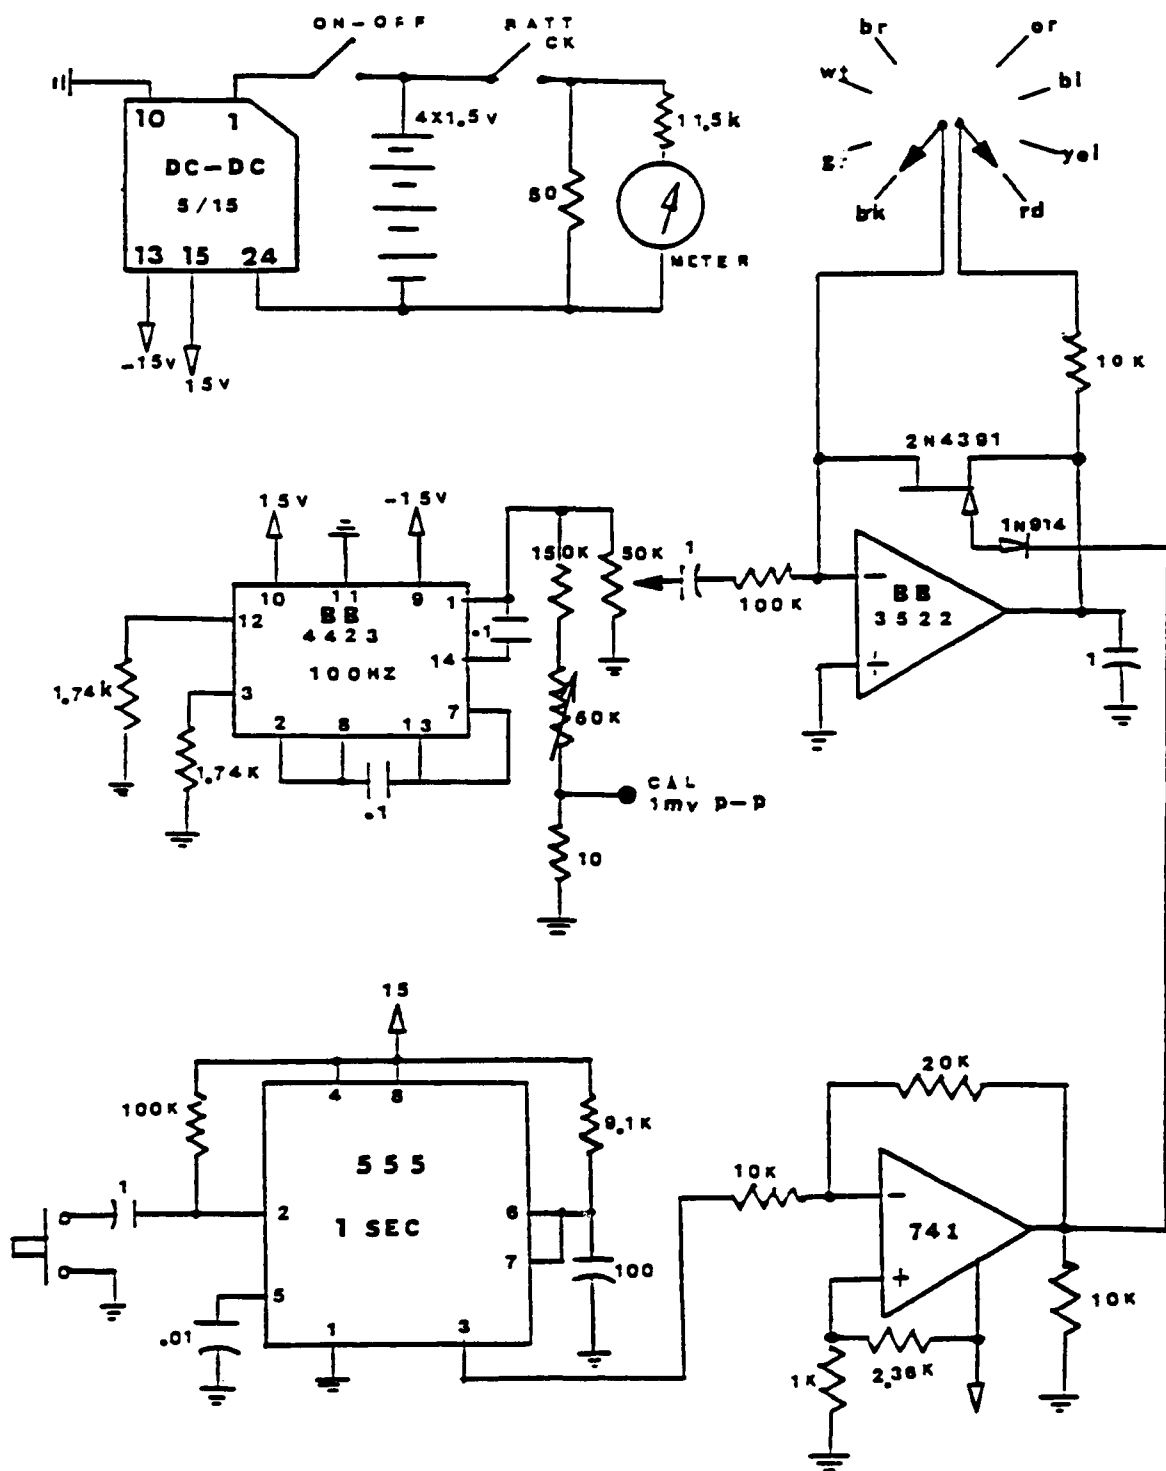 ON-OFF
BATT
CK
10 1
DC-DC
5/15
13 15 24
-15v
15v
4X1.5v
50
11.5k
METER
br
or
wt
bl
yel
bk
rd
10K
2N4391
1N914
BB
3522
100K
1
1
15v
-15v
10 11 9
BB
4423
100HZ
12
3
1
14
7
2 8 13
1.74k
1.74K
.1
.1
150K
50K
50K
CAL
1mv p-p
10
15
4 8
100K
9.1K
555
1 SEC
1
2
6
7
5
100
.01
1 3
20K
10K
741
10K
2.36K
1K